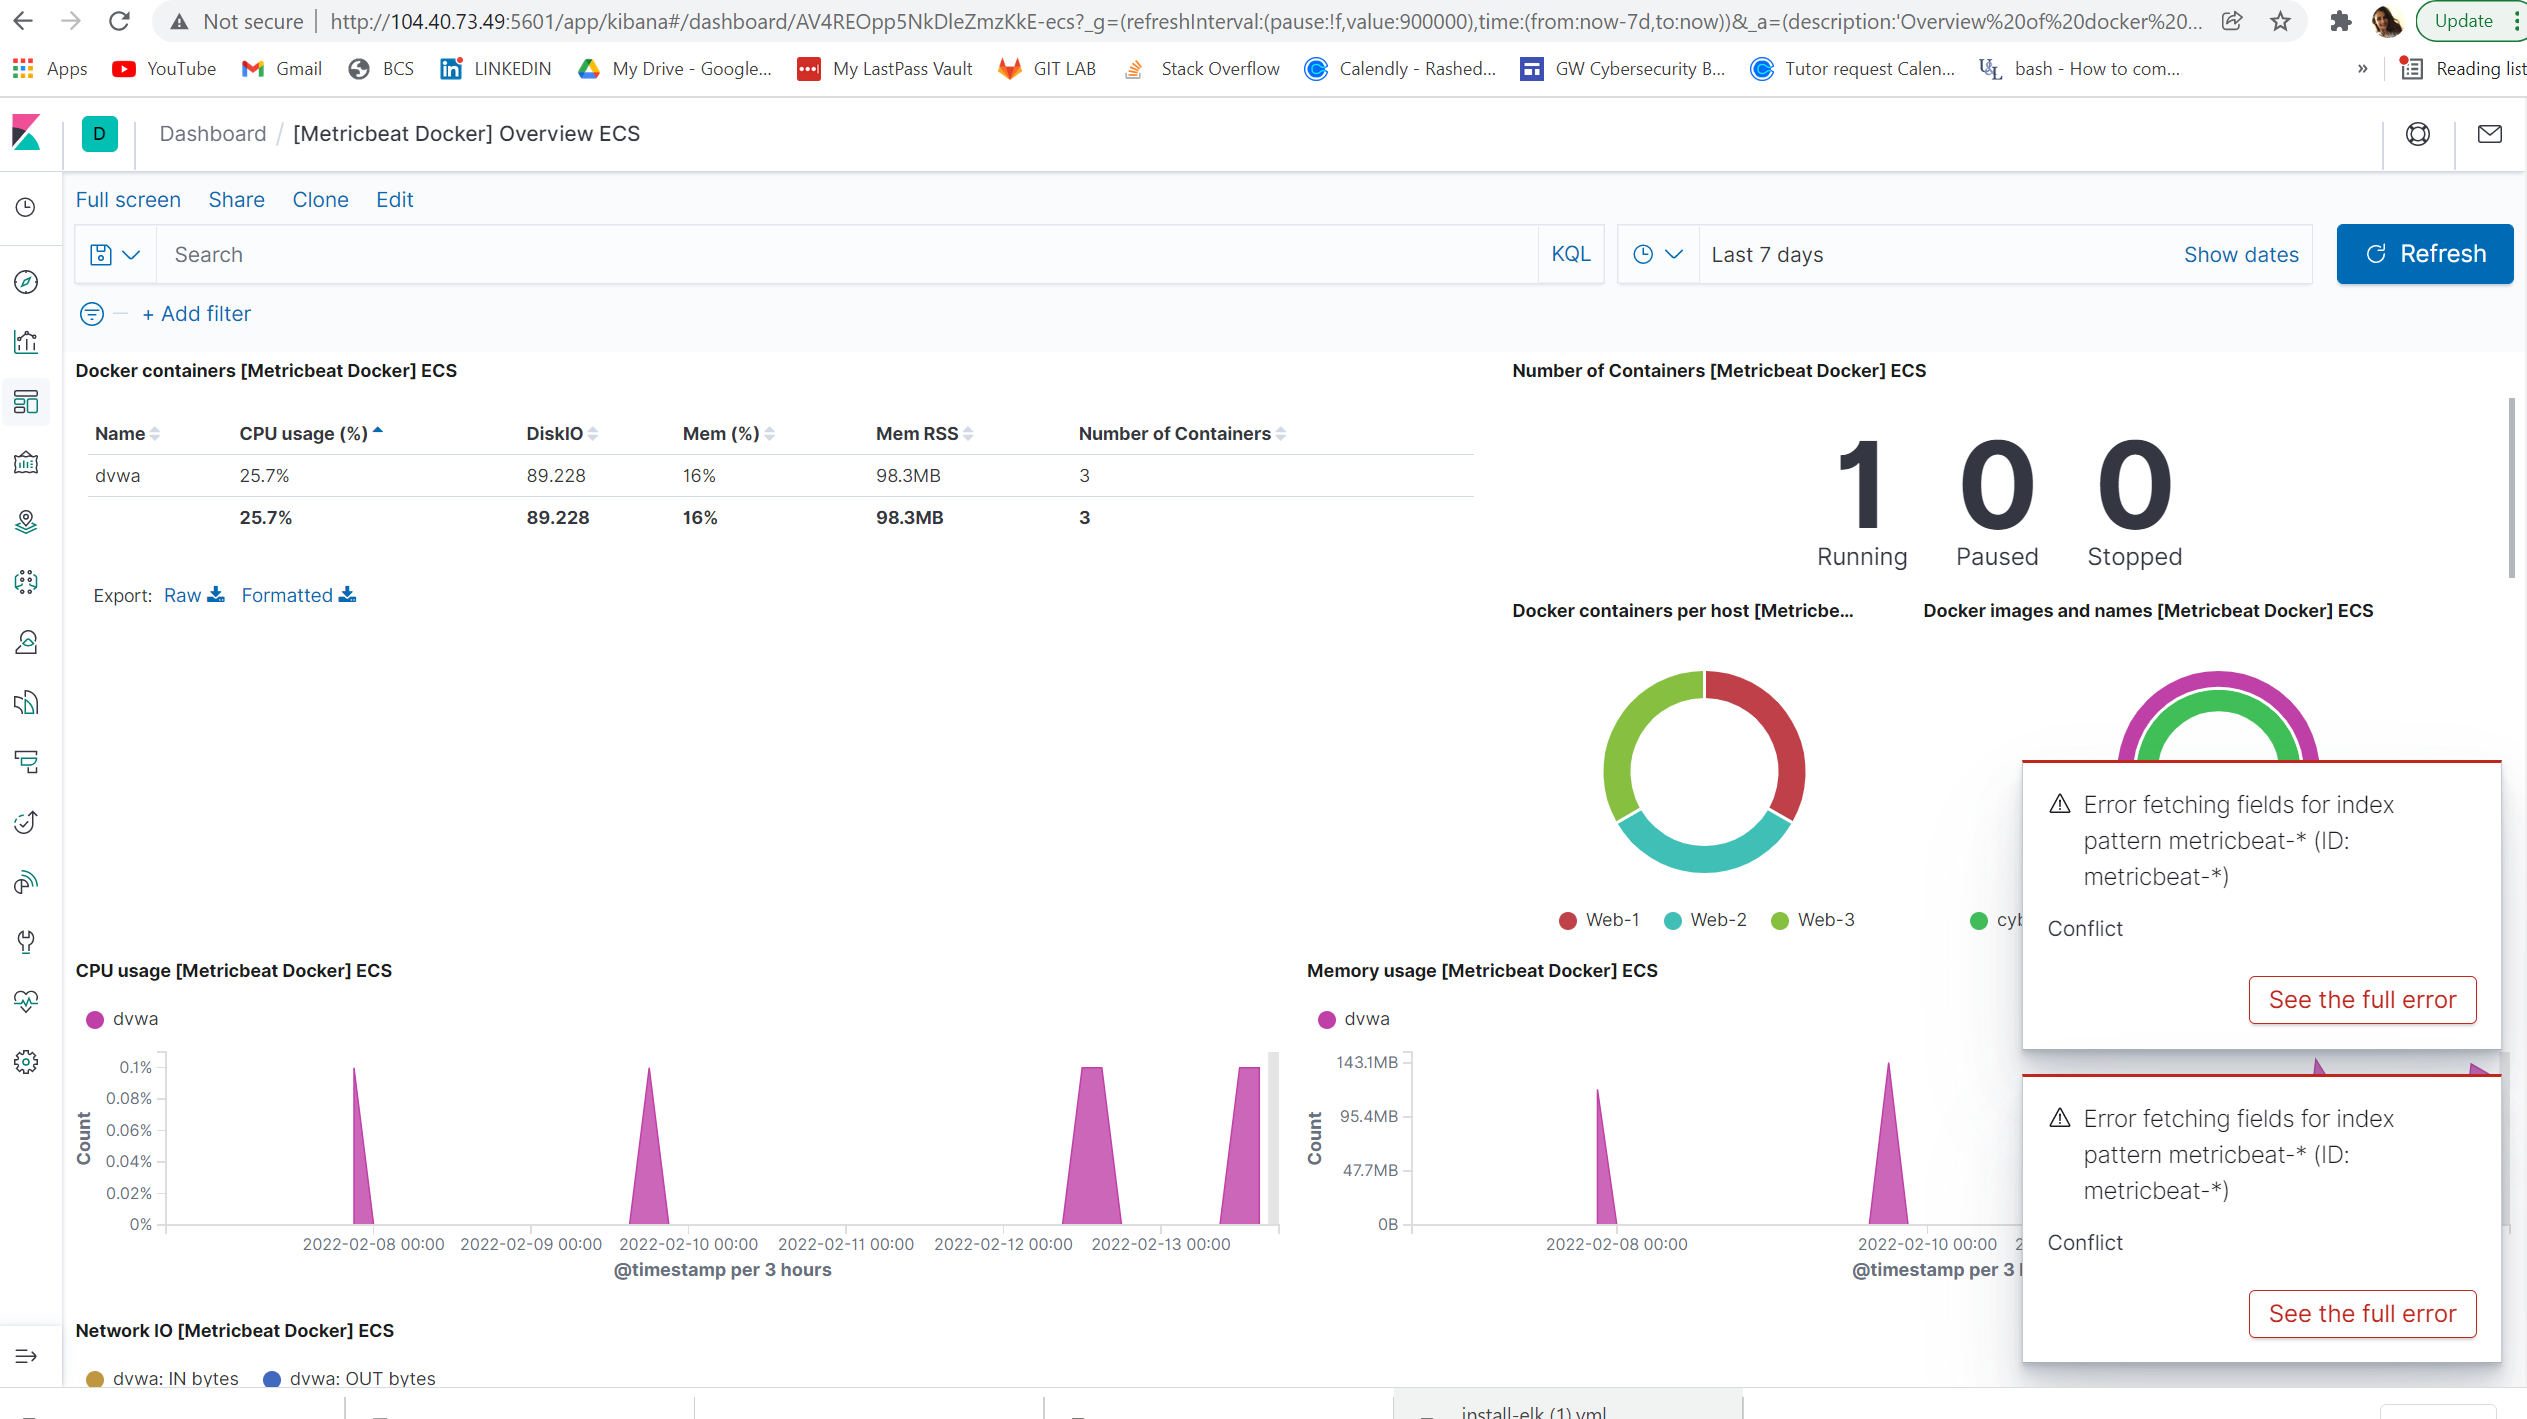 Not secure
http://104.40.73.49:5601/app/kibana#/dashboard/AV4REOpp5NkDleZmzKkE-ecs?_g=(refreshInterval:(pause:!f,value:900000),time:(from:now-7d,to:now))&_a=(description:'Overview%20of%20docker%20...
Update
Apps YouTube Gmail BCS LINKEDIN My Drive - Google... My LastPass Vault GIT LAB Stack Overflow Calendly - Rashed... GW Cybersecurity B... Tutor request Calen... bash - How to com... » Reading list
D Dashboard / [Metricbeat Docker] Overview ECS
Full screen Share Clone Edit
Search KQL Last 7 days Show dates Refresh
+ Add filter
Docker containers [Metricbeat Docker] ECS
Name CPU usage (%) DiskIO Mem (%) Mem RSS Number of Containers
dvwa 25.7% 89.228 16% 98.3MB 3
25.7% 89.228 16% 98.3MB 3
Export: Raw Formatted
Number of Containers [Metricbeat Docker] ECS
1 0 0
Running Paused Stopped
Docker containers per host [Metricbe...
Web-1 Web-2 Web-3
Docker images and names [Metricbeat Docker] ECS
cyb
CPU usage [Metricbeat Docker] ECS
dvwa
Count
0.1%
0.08%
0.06%
0.04%
0.02%
0%
2022-02-08 00:00 2022-02-09 00:00 2022-02-10 00:00 2022-02-11 00:00 2022-02-12 00:00 2022-02-13 00:00
@timestamp per 3 hours
Memory usage [Metricbeat Docker] ECS
dvwa
Count
143.1MB
95.4MB
47.7MB
0B
2022-02-08 00:00 2022-02-10 00:00 2
@timestamp per 3
Error fetching fields for index
pattern metricbeat-* (ID:
metricbeat-*)
Conflict
See the full error
Error fetching fields for index
pattern metricbeat-* (ID:
metricbeat-*)
Conflict
See the full error
Network IO [Metricbeat Docker] ECS
dvwa: IN bytes dvwa: OUT bytes
install-elk (1).yml